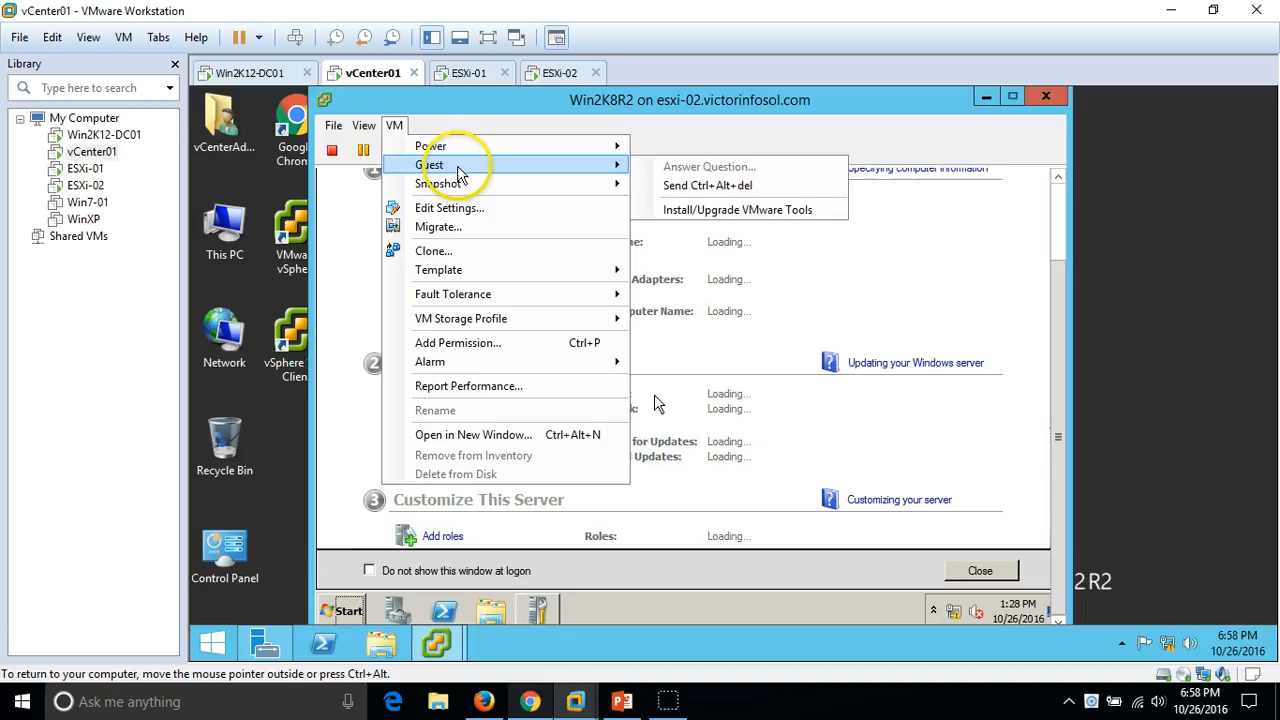 vCenter01 - VMware Workstation
File Edit View VM Tabs Help
Library
Type here to search
My Computer
Win2K12-DC01
vCenter01
ESXi-01
ESXi-02
Win7-01
WinXP
Shared VMs
Win2K12-DC01 vCenter01 ESXi-01 ESXi-02
vCenterAd...
Google
Chrome
This PC
VMwa
vSphe
Network
vSphere
Client
Recycle Bin
Control Panel
Win2K8R2 on esxi-02.victorinfosol.com
File View VM
Power
Guest
Snapshot
Edit Settings...
Migrate...
Clone...
Template
Fault Tolerance
VM Storage Profile
Add Permission... Ctrl+P
Alarm
Report Performance...
Rename
Open in New Window... Ctrl+Alt+N
Remove from Inventory
Delete from Disk
Answer Question...
Send Ctrl+Alt+del
Install/Upgrade VMware Tools
1
Specifying computer information
me: Loading...
Adapters: Loading...
puter Name: Loading...
2
Updating your Windows server
Loading...
k: Loading...
for Updates: Loading...
d Updates: Loading...
3 Customize This Server
Customizing your server
Add roles Roles: Loading...
Do not show this window at logon
Close
Start
1:28 PM
10/26/2016
2 R2
6:58 PM
10/26/2016
To return to your computer, move the mouse pointer outside or press Ctrl+Alt.
Ask me anything
6:58 PM
10/26/2016